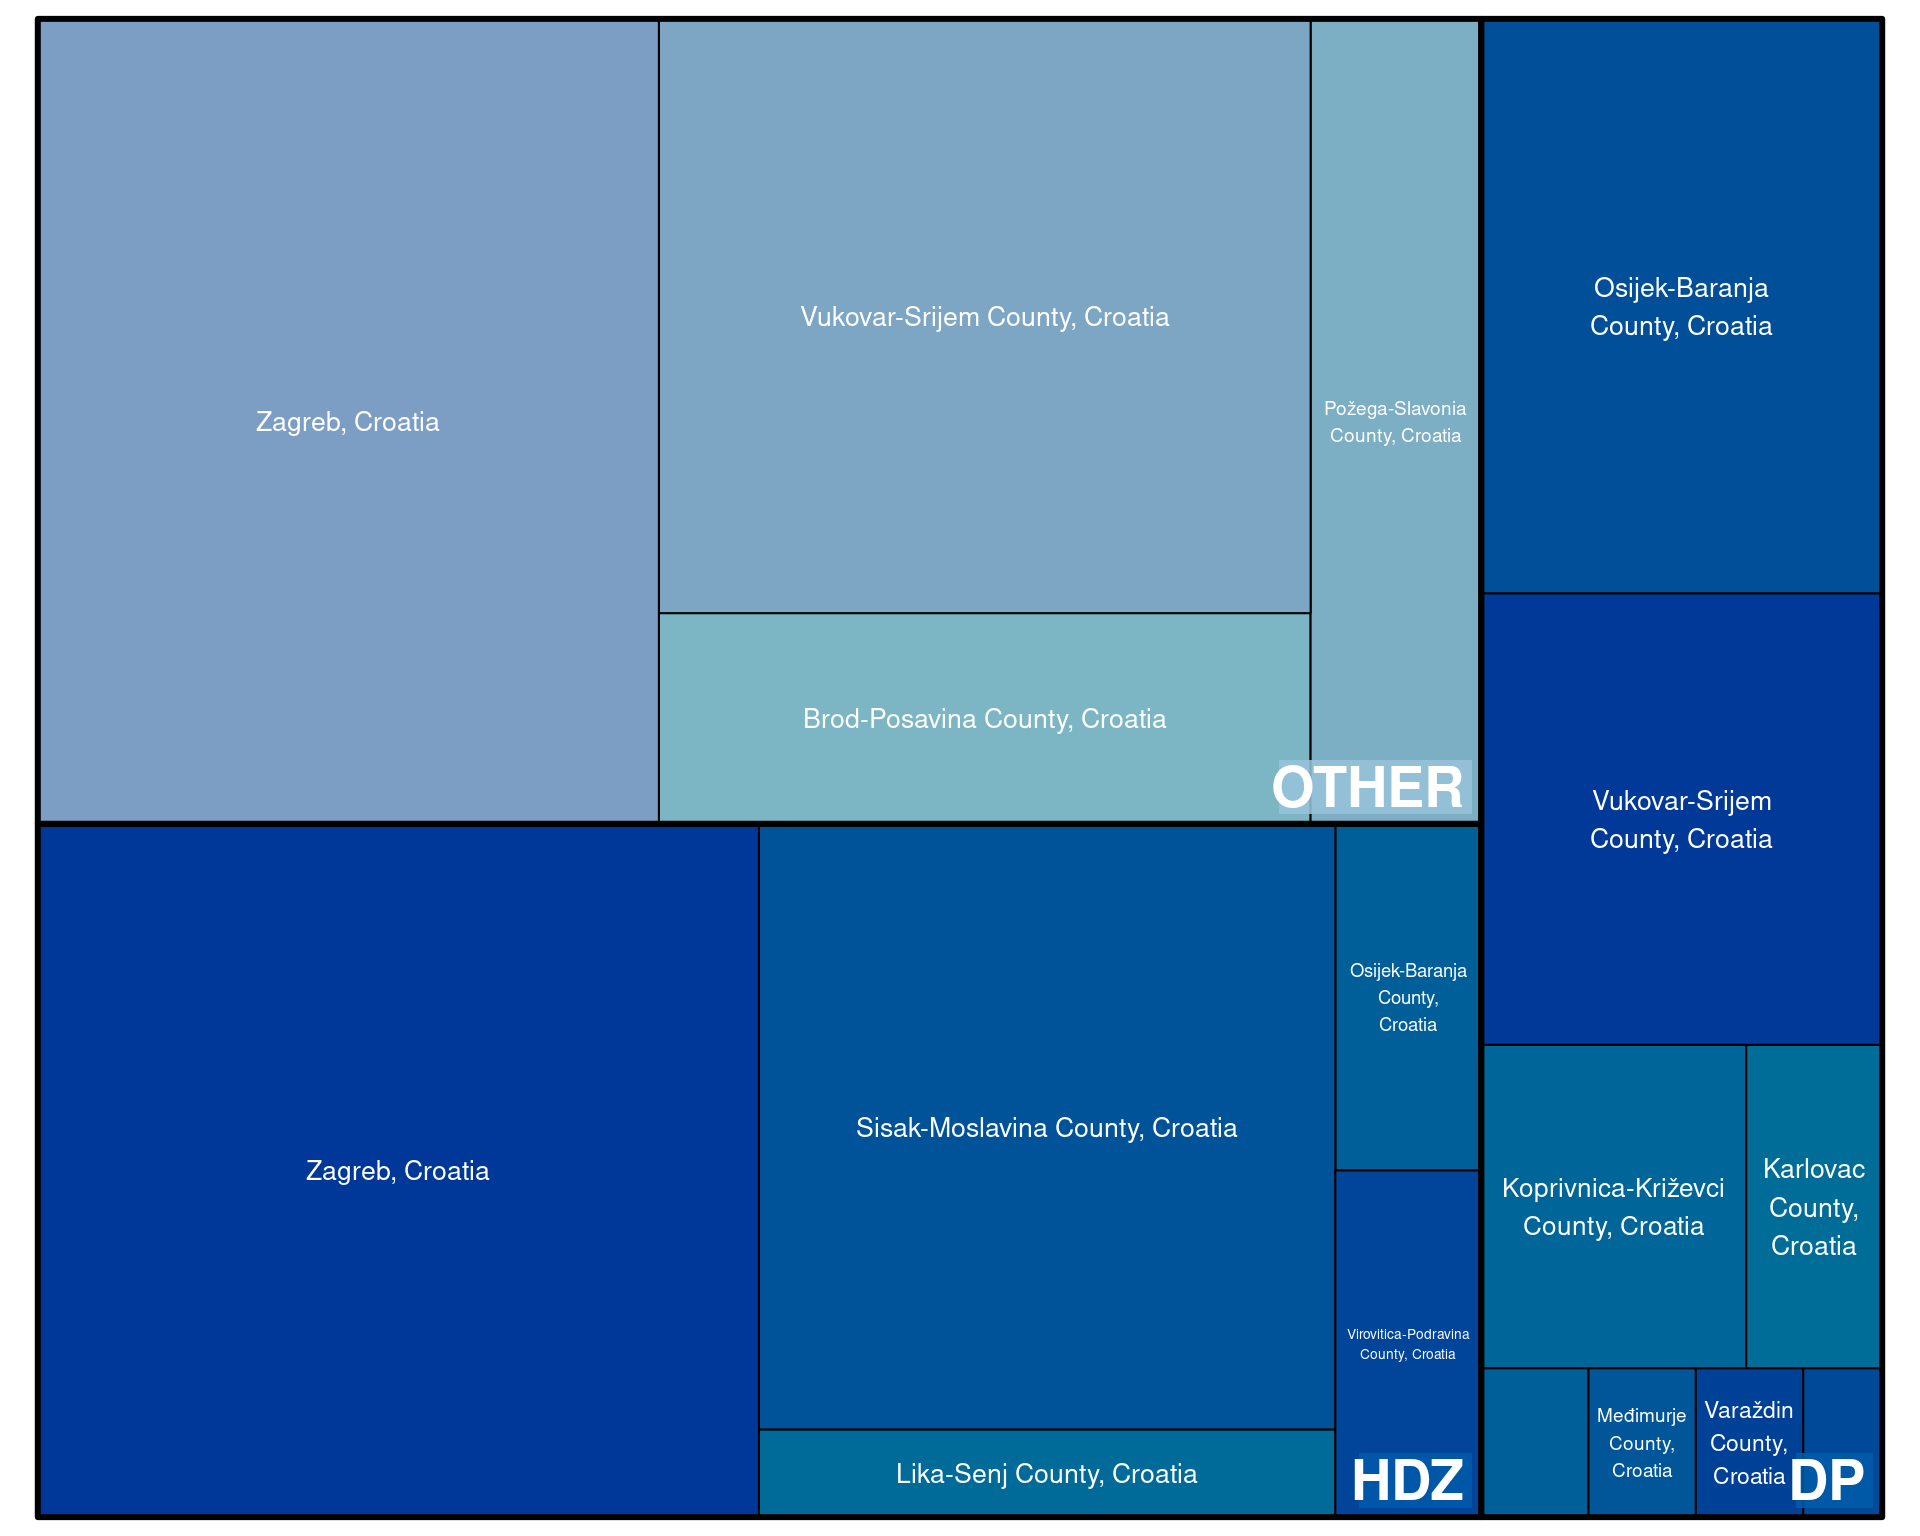 Zagreb, Croatia
Vukovar-Srijem County, Croatia
Požega-Slavonia
County, Croatia
Brod-Posavina County, Croatia
OTHER
Osijek-Baranja
County, Croatia
Vukovar-Srijem
County, Croatia
Zagreb, Croatia
Sisak-Moslavina County, Croatia
Osijek-Baranja
County,
Croatia
Virovitica-Podravina
County, Croatia
Lika-Senj County, Croatia
HDZ
Koprivnica-Križevci
County, Croatia
Karlovac
County,
Croatia
Međimurje
County,
Croatia
Varaždin
County,
Croatia
DP